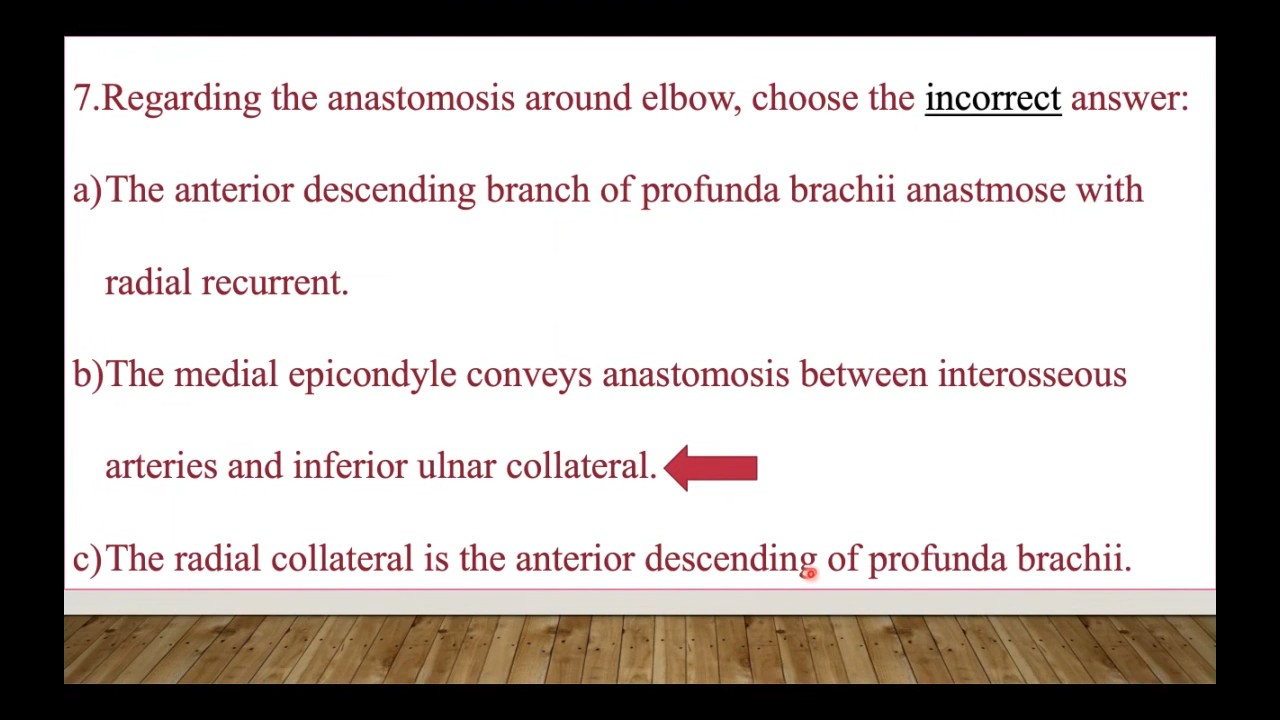 7.Regarding the anastomosis around elbow, choose the incorrect answer:
a)The anterior descending branch of profunda brachii anastmose with
radial recurrent.
b)The medial epicondyle conveys anastomosis between interosseous
arteries and inferior ulnar collateral.
c)The radial collateral is the anterior descending of profunda brachii.